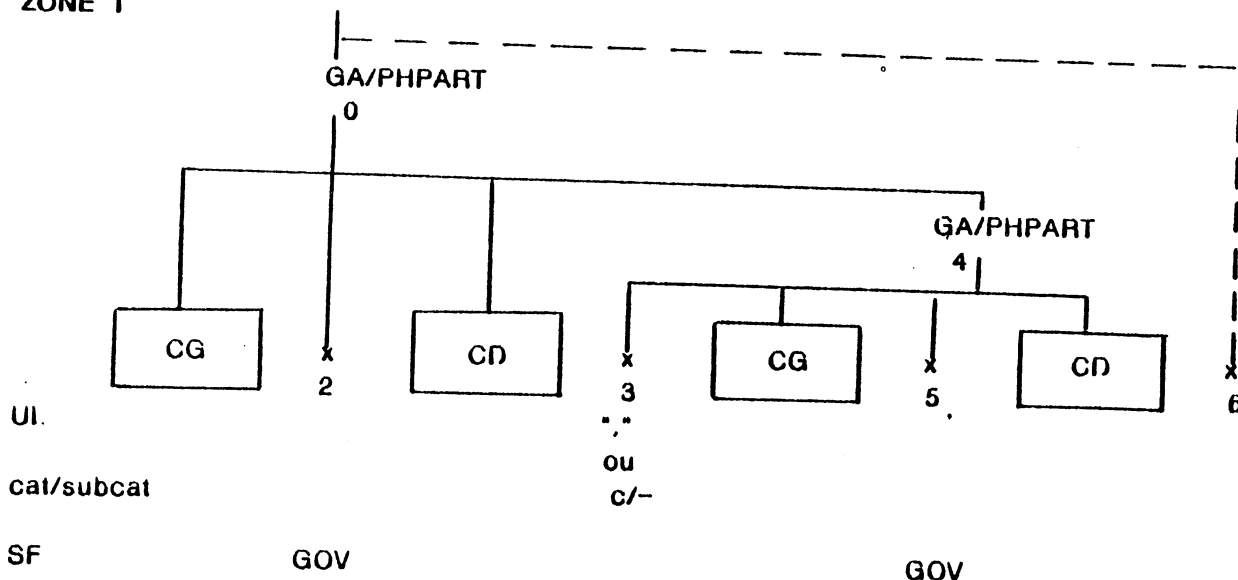 ZONE 1
GA/PHPART
0
GA/PHPART
4
CG
x
2
CD
x
3
CG
x
5
CD
x
6
UL
","
ou
cat/subcat
c/-
SF
GOV
GOV